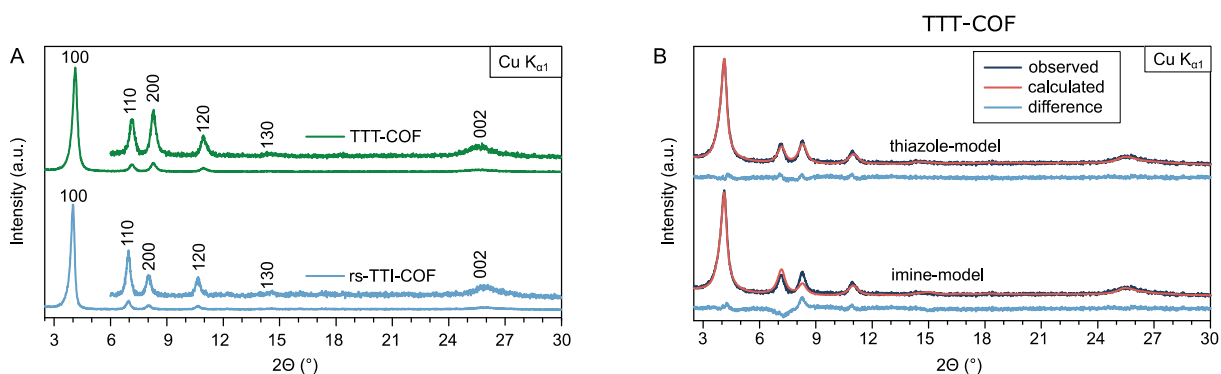 TTT-COF
A
Cu Kα1
100
110
200
120
130
002
TTT-COF
100
110
200
120
130
002
rs-TTI-COF
Intensity (a.u.)
3 6 9 12 15 18 21 24 27 30
2Θ (°)
B
Cu Kα1
observed
calculated
difference
thiazole-model
imine-model
Intensity (a.u.)
3 6 9 12 15 18 21 24 27 30
2Θ (°)